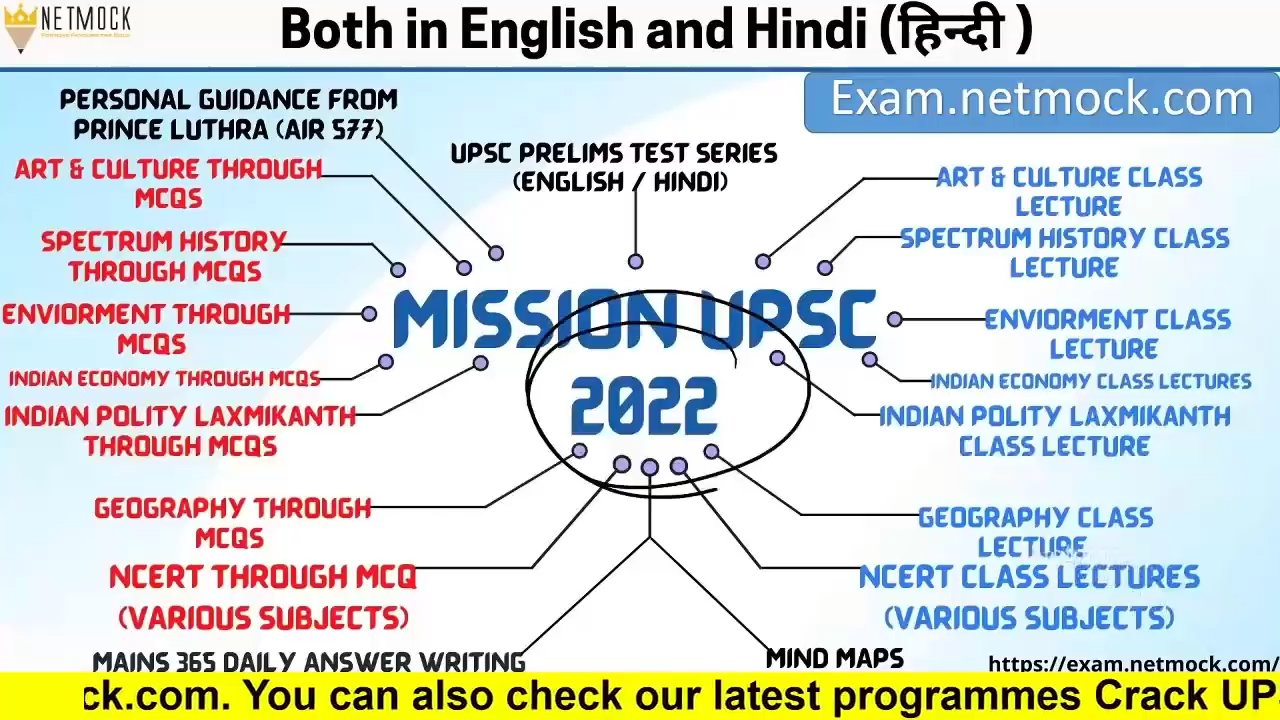 NETMOCK
Both in English and Hindi (हिन्दी )
Exam.netmock.com
PERSONAL GUIDANCE FROM
PRINCE LUTHRA (AIR 577)
UPSC PRELIMS TEST SERIES
(ENGLISH / HINDI)
ART & CULTURE THROUGH
MCQS
SPECTRUM HISTORY
THROUGH MCQS
ENVIORMENT THROUGH
MCQS
INDIAN ECONOMY THROUGH MCQS
INDIAN POLITY LAXMIKANTH
THROUGH MCQS
GEOGRAPHY THROUGH
MCQS
NCERT THROUGH MCQ
(VARIOUS SUBJECTS)
MISSION UPSC
2022
ART & CULTURE CLASS
LECTURE
SPECTRUM HISTORY CLASS
LECTURE
ENVIORMENT CLASS
LECTURE
INDIAN ECONOMY CLASS LECTURES
INDIAN POLITY LAXMIKANTH
CLASS LECTURE
GEOGRAPHY CLASS
LECTURE
NCERT CLASS LECTURES
(VARIOUS SUBJECTS)
MAINS 365 DAILY ANSWER WRITING
MIND MAPS
https://exam.netmock.com/
ck.com. You can also check our latest programmes Crack UP